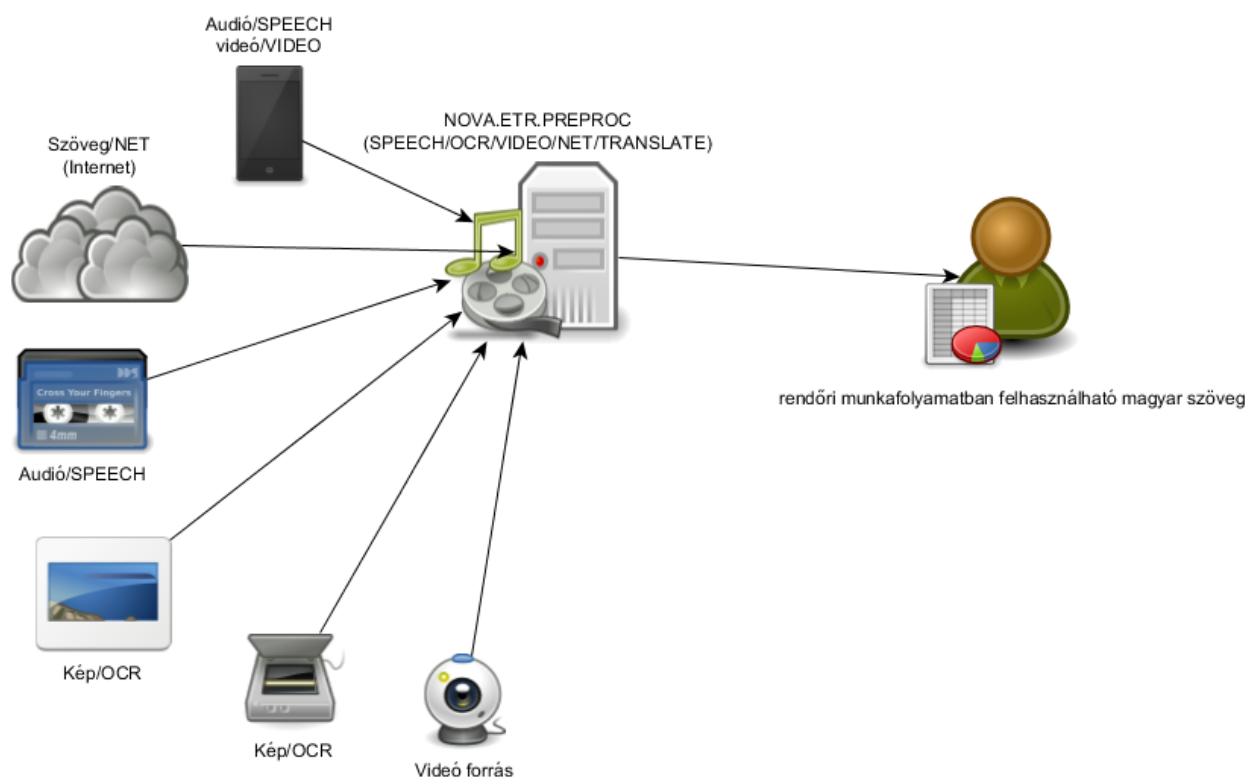 Audió/SPEECH
videó/VIDEO
NOVA.ETR.PREPROC
(SPEECH/OCR/VIDEO/NET/TRANSLATE)
Szöveg/NET
(Internet)
Cross Your Fingers
4mm
Audió/SPEECH
rendőri munkafolyamatban felhasználható magyar szöveg
Kép/OCR
Kép/OCR
Videó forrás